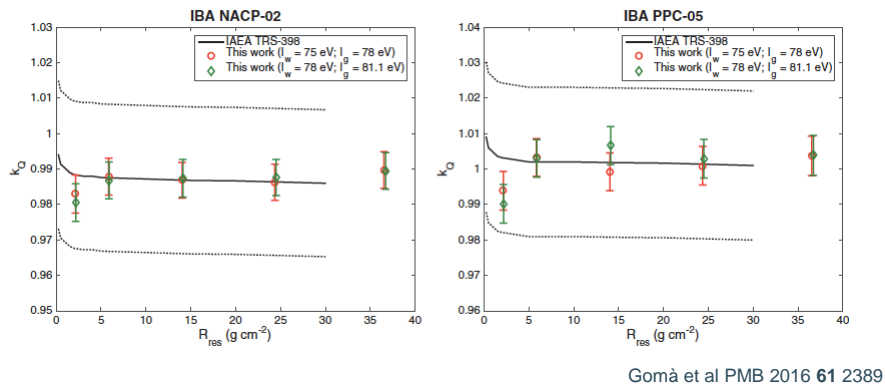 IBA NACP-02
1.03
1.02
1.01
1
0.99
0.98
0.97
0.96
0.95
k_Q
0 5 10 15 20 25 30 35 40
R_res (g cm^-2)
IAEA TRS-398
This work (I_w = 75 eV; I_g = 78 eV)
This work (I_w = 78 eV; I_g = 81.1 eV)
IBA PPC-05
1.04
1.03
1.02
1.01
1
0.99
0.98
0.97
0.96
k_Q
0 5 10 15 20 25 30 35 40
R_res (g cm^-2)
IAEA TRS-398
This work (I_w = 75 eV; I_g = 78 eV)
This work (I_w = 78 eV; I_g = 81.1 eV)
Gomà et al PMB 2016 61 2389